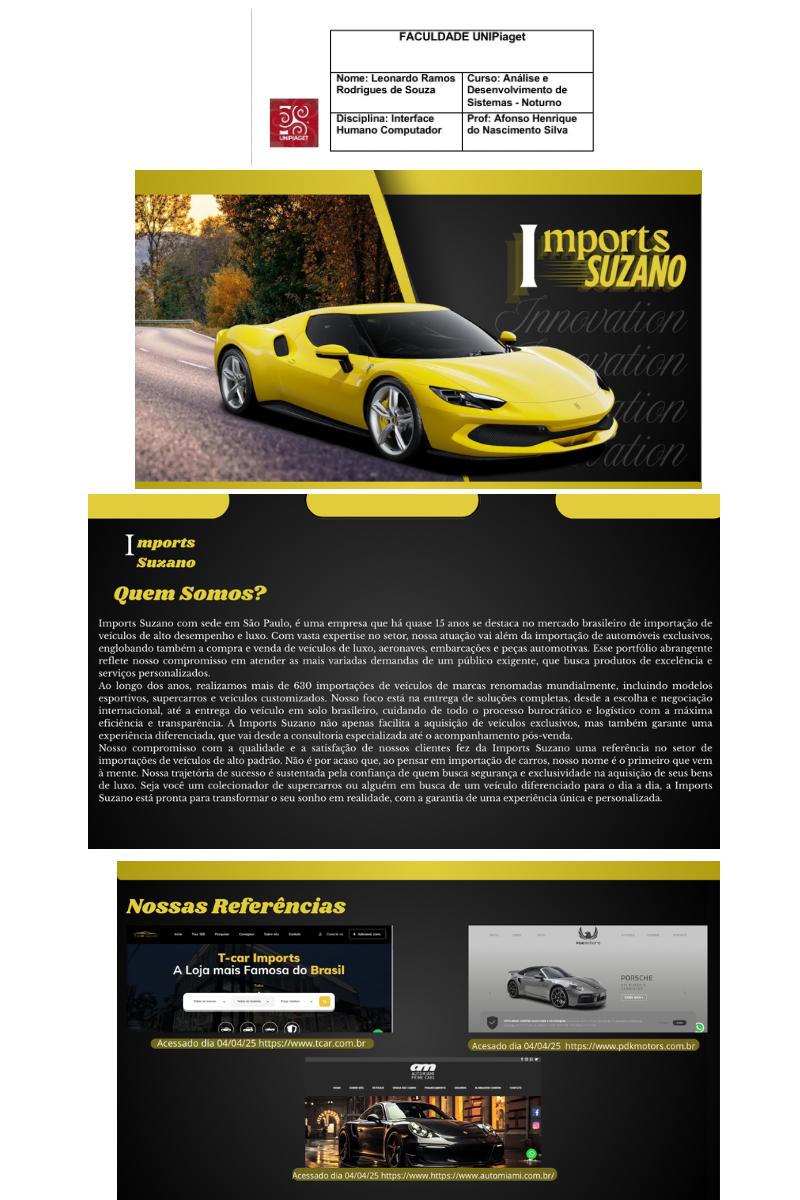 FACULDADE UNIPiaget
Nome: Leonardo Ramos
Rodrigues de Souza
Curso: Análise e
Desenvolvimento de
Sistemas - Noturno
UNIPIAGET
Disciplina: Interface
Humano Computador
Prof: Afonso Henrique
do Nascimento Silva
Imports
SUZANO
Innovation
Imports
Suzano
Quem Somos?
Imports Suzano com sede em São Paulo, é uma empresa que há quase 15 anos se destaca no mercado brasileiro de importação de
veículos de alto desempenho e luxo. Com vasta expertise no setor, nossa atuação vai além da importação de automóveis exclusivos,
englobando também a compra e venda de veículos de luxo, aeronaves, embarcações e peças automotivas. Esse portfólio abrangente
reflete nosso compromisso em atender as mais variadas demandas de um público exigente, que busca produtos de excelência e
serviços personalizados.
Ao longo dos anos, realizamos mais de 630 importações de veículos de marcas renomadas mundialmente, incluindo modelos
esportivos, supercarros e veículos customizados. Nosso foco está na entrega de soluções completas, desde a escolha e negociação
internacional, até a entrega do veículo em solo brasileiro, cuidando de todo o processo burocrático e logístico com a máxima
eficiência e transparência. A Imports Suzano não apenas facilita a aquisição de veículos exclusivos, mas também garante uma
experiência diferenciada, que vai desde a consultoria especializada até o acompanhamento pós-venda.
Nosso compromisso com a qualidade e a satisfação de nossos clientes fez da Imports Suzano uma referência no setor de
importações de veículos de alto padrão. Não é por acaso que, ao pensar em importação de carros, nosso nome é o primeiro que vem
à mente. Nossa trajetória de sucesso é sustentada pela confiança de quem busca segurança e exclusividade na aquisição de seus bens
de luxo. Seja você um colecionador de supercarros ou alguém em busca de um veículo diferenciado para o dia a dia, a Imports
Suzano está pronta para transformar o seu sonho em realidade, com a garantia de uma experiência única e personalizada.
Nossas Referências
T-car Imports
A Loja mais Famosa do Brasil
PORSCHE
Acessado dia 04/04/25 https://www.tcar.com.br
Acesado dia 04/04/25 https://www.pdkmotors.com.br
am
AUTOMIAMI
PRIME CARS
Acessado dia 04/04/25 https://www.https://www.automiami.com.br/